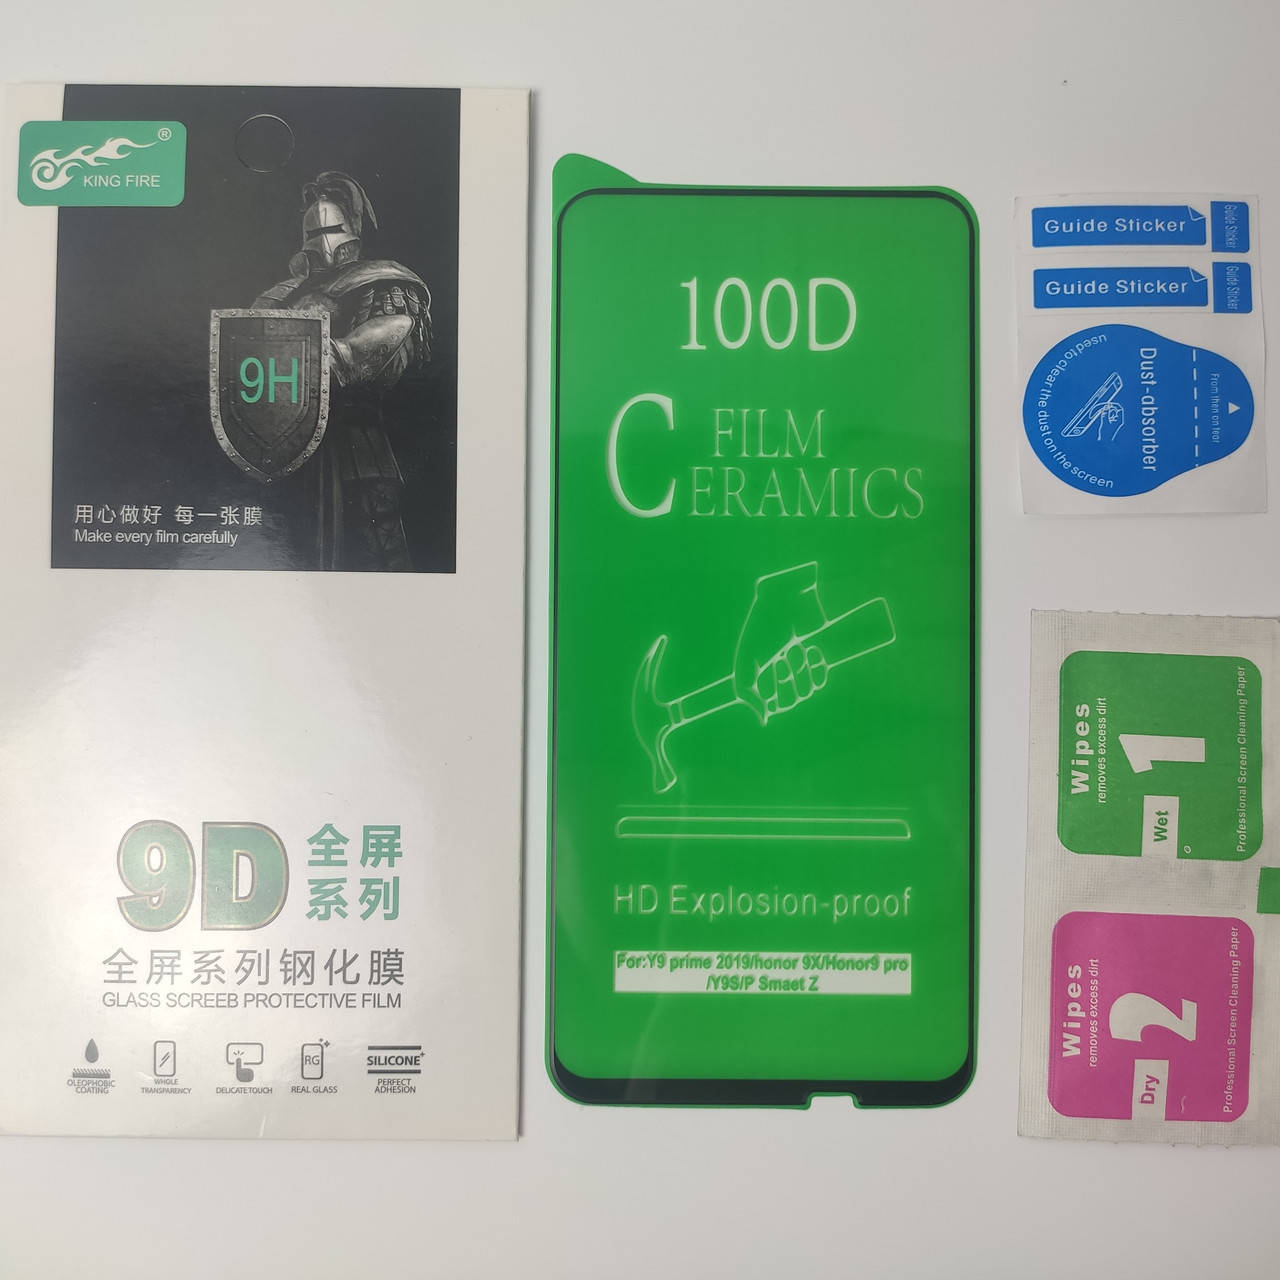 ®
KING FIRE
9H
用心做好 每一张膜
Make every film carefully
9D 全屏
系列
全屏系列钢化膜
GLASS SCREEB PROTECTIVE FILM
OLEOPHOBIC
COATING
WHOLE
TRANSPARENCY
DELICATE TOUCH
RG
REAL GLASS
SILICONE+
PERFECT
ADHESION
100D
FILM
CERAMICS
HD Explosion-proof
For:Y9 prime 2019/honor 9X/Honor9 pro
/Y9S/P Smaet Z
Guide Sticker
Guide Sticker
Guide Sticker
Guide Sticker
Dust-absorber
used to clear the dust on the screen
From then on tear
Wipes
removes excess dirt
1
Wet
Professional Screen Cleaning Paper
Wipes
removes excess dirt
2
Dry
Professional Screen Cleaning Paper